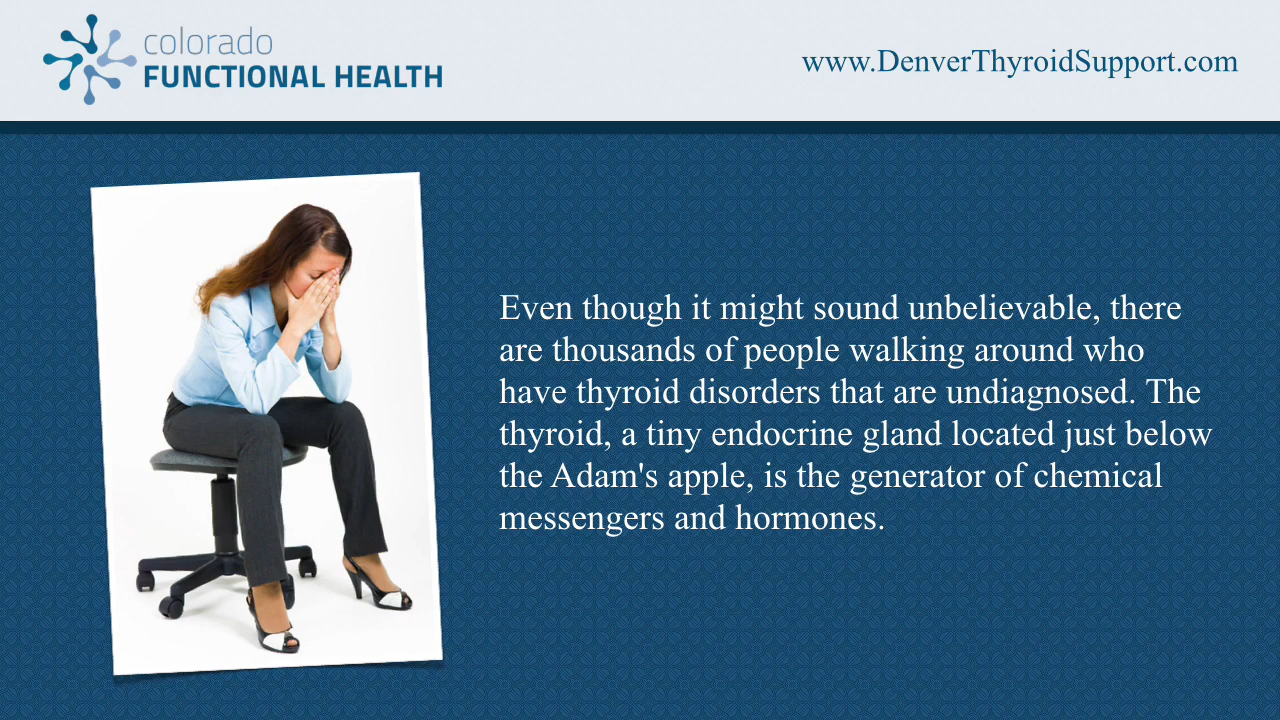 colorado
FUNCTIONAL HEALTH
www.DenverThyroidSupport.com
Even though it might sound unbelievable, there
are thousands of people walking around who
have thyroid disorders that are undiagnosed. The
thyroid, a tiny endocrine gland located just below
the Adam's apple, is the generator of chemical
messengers and hormones.